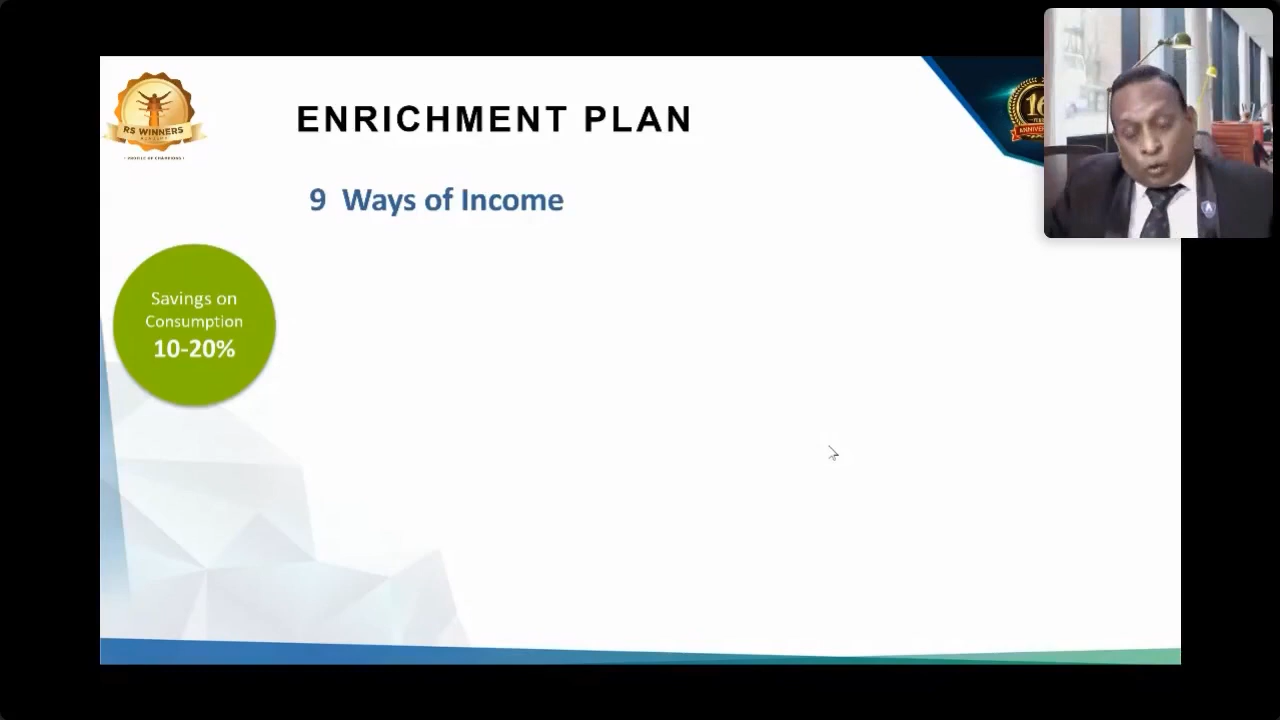 ENRICHMENT PLAN
9 Ways of Income
Savings on
Consumption
10-20%
RS WINNERS